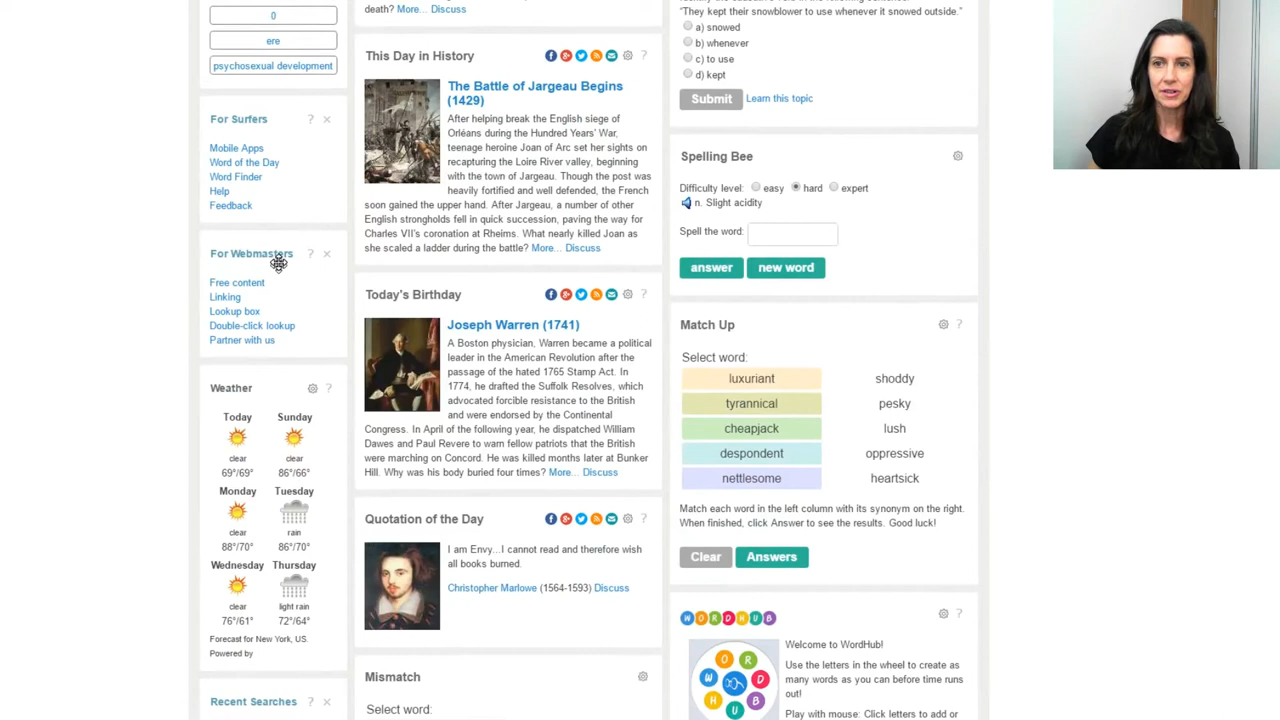 0
ere
psychosexual development
For Surfers ?
Mobile Apps
Word of the Day
Word Finder
Help
Feedback
For Webmasters ?
Free content
Linking
Lookup box
Double-click lookup
Partner with us
Weather ?
Today Sunday
clear clear
69°/69° 86°/66°
Monday Tuesday
clear rain
88°/70° 86°/70°
Wednesday Thursday
clear light rain
76°/61° 72°/64°
Forecast for New York, US.
Powered by
Recent Searches ?
death? More... Discuss
This Day in History ?
The Battle of Jargeau Begins
(1429)
After helping break the English siege of
Orléans during the Hundred Years' War,
teenage heroine Joan of Arc set her sights on
recapturing the Loire River valley, beginning
with the town of Jargeau. Though the post was
heavily fortified and well defended, the French
soon gained the upper hand. After Jargeau, a number of other
English strongholds fell in quick succession, paving the way for
Charles VII's coronation at Rheims. What nearly killed Joan as
she scaled a ladder during the battle? More... Discuss
Today's Birthday ?
Joseph Warren (1741)
A Boston physician, Warren became a political
leader in the American Revolution after the
passage of the hated 1765 Stamp Act. In
1774, he drafted the Suffolk Resolves, which
advocated forcible resistance to the British
and were endorsed by the Continental
Congress. In April of the following year, he dispatched William
Dawes and Paul Revere to warn fellow patriots that the British
were marching on Concord. He was killed months later at Bunker
Hill. Why was his body buried four times? More... Discuss
Quotation of the Day ?
I am Envy...I cannot read and therefore wish
all books burned.
Christopher Marlowe (1564-1593) Discuss
Mismatch
Select word:
"They kept their snowblower to use whenever it snowed outside."
a) snowed
b) whenever
c) to use
d) kept
Submit Learn this topic
Spelling Bee
Difficulty level: easy hard expert
n. Slight acidity
Spell the word:
answer new word
Match Up ?
Select word:
luxuriant shoddy
tyrannical pesky
cheapjack lush
despondent oppressive
nettlesome heartsick
Match each word in the left column with its synonym on the right.
When finished, click Answer to see the results. Good luck!
Clear Answers
WORDHUB ?
O R
W D
H B
U
Welcome to WordHub!
Use the letters in the wheel to create as
many words as you can before time runs
out!
Play with mouse: Click letters to add or